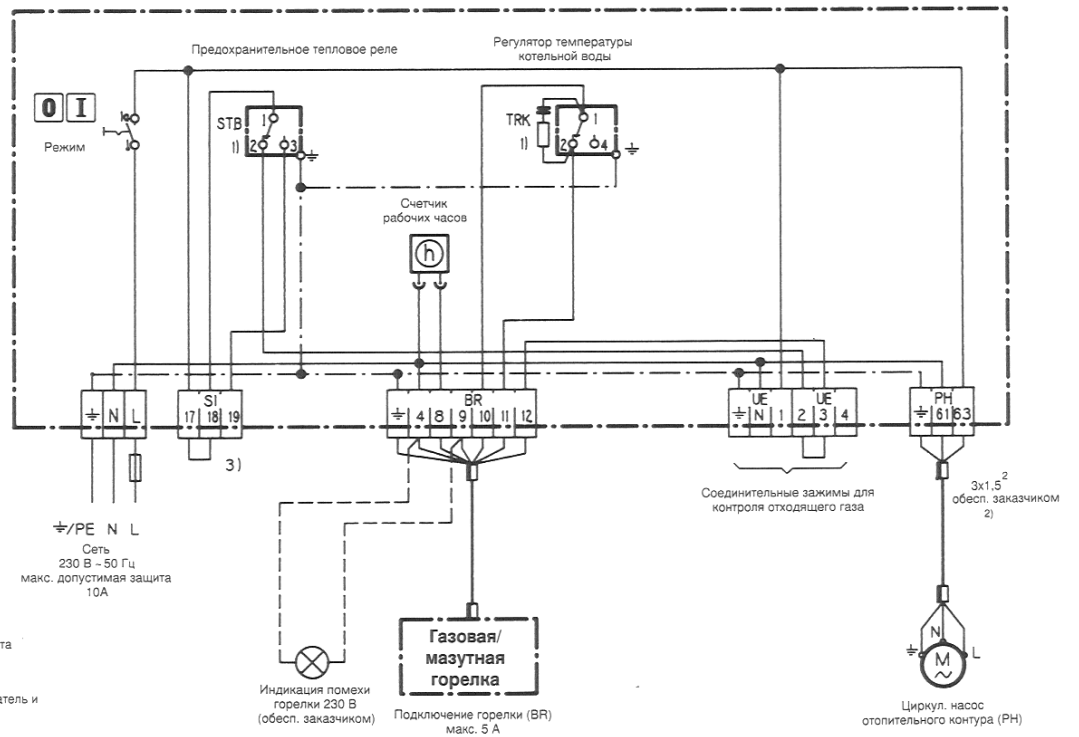 Предохранительное тепловое реле
Регулятор температуры
котельной воды
O I
Режим
STB
1)
1
2
3
TRK
1)
1
2
4
Счетчик
рабочих часов
h
N L
SI
17 18 19
3)
BR
4 8 9 10 11 12
UE UE
N 1 2 3 4
PH
61 63
/PE N L
Сеть
230 В ~ 50 Гц
макс. допустимая защита
10А
Соединительные зажимы для
контроля отходящего газа
3x1,5²
обесп. заказчиком
2)
та
атель и
Индикация помехи
горелки 230 В
(обесп. заказчиком)
Газовая/
мазутная
горелка
Подключение горелки (BR)
макс. 5 А
N
L
M
~
Циркул. насос
отопительного контура (PH)